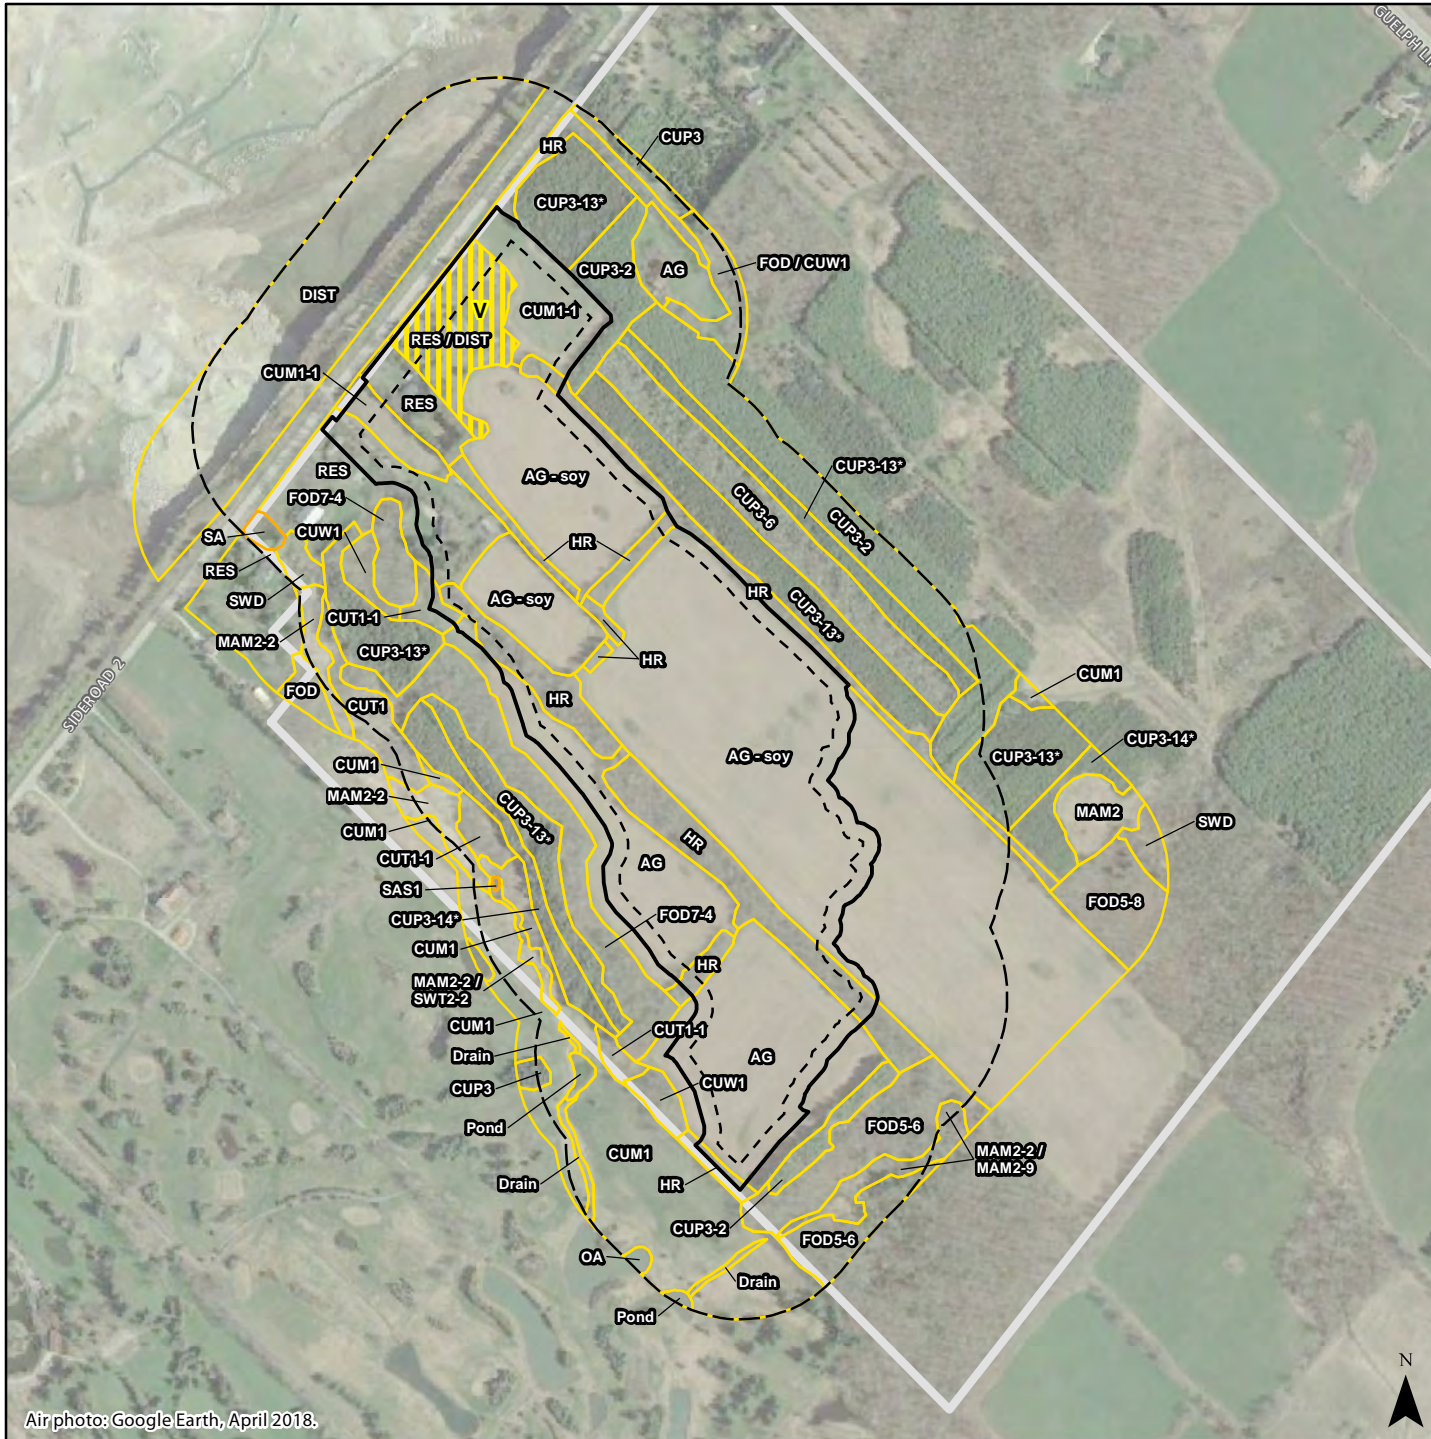 GUELPH LI
CUP3
HR
CUP3-13*
FOD / CUW1
CUP3-2
AG
DIST
V
CUM1-1
RES / DIST
CUM1-1
RES
CUP3-13*
RES
AG - soy
FOD7-4
CUP3-6
CUP3-2
SA
CUW1
HR
RES
SWD
AG - soy
HR
CUT1-1
CUP3-13*
MAM2-2
CUP3-13*
HR
SIDEROAD 2
CUM1
FOD
CUT1
HR
CUP3-14*
AG - soy
CUP3-13*
CUM1
MAM2-2
CUP3-13*
MAM2
CUM1
SWD
HR
CUT1-1
AG
SAS1
FOD5-8
CUP3-14*
FOD7-4
CUM1
HR
MAM2-2 /
SWT2-2
CUM1
CUT1-1
Drain
AG
CUP3
CUW1
Pond
FOD5-6
CUM1
MAM2-2 /
MAM2-9
Drain
HR
CUP3-2
FOD5-6
OA
Drain
Pond
N
Air photo: Google Earth, April 2018.